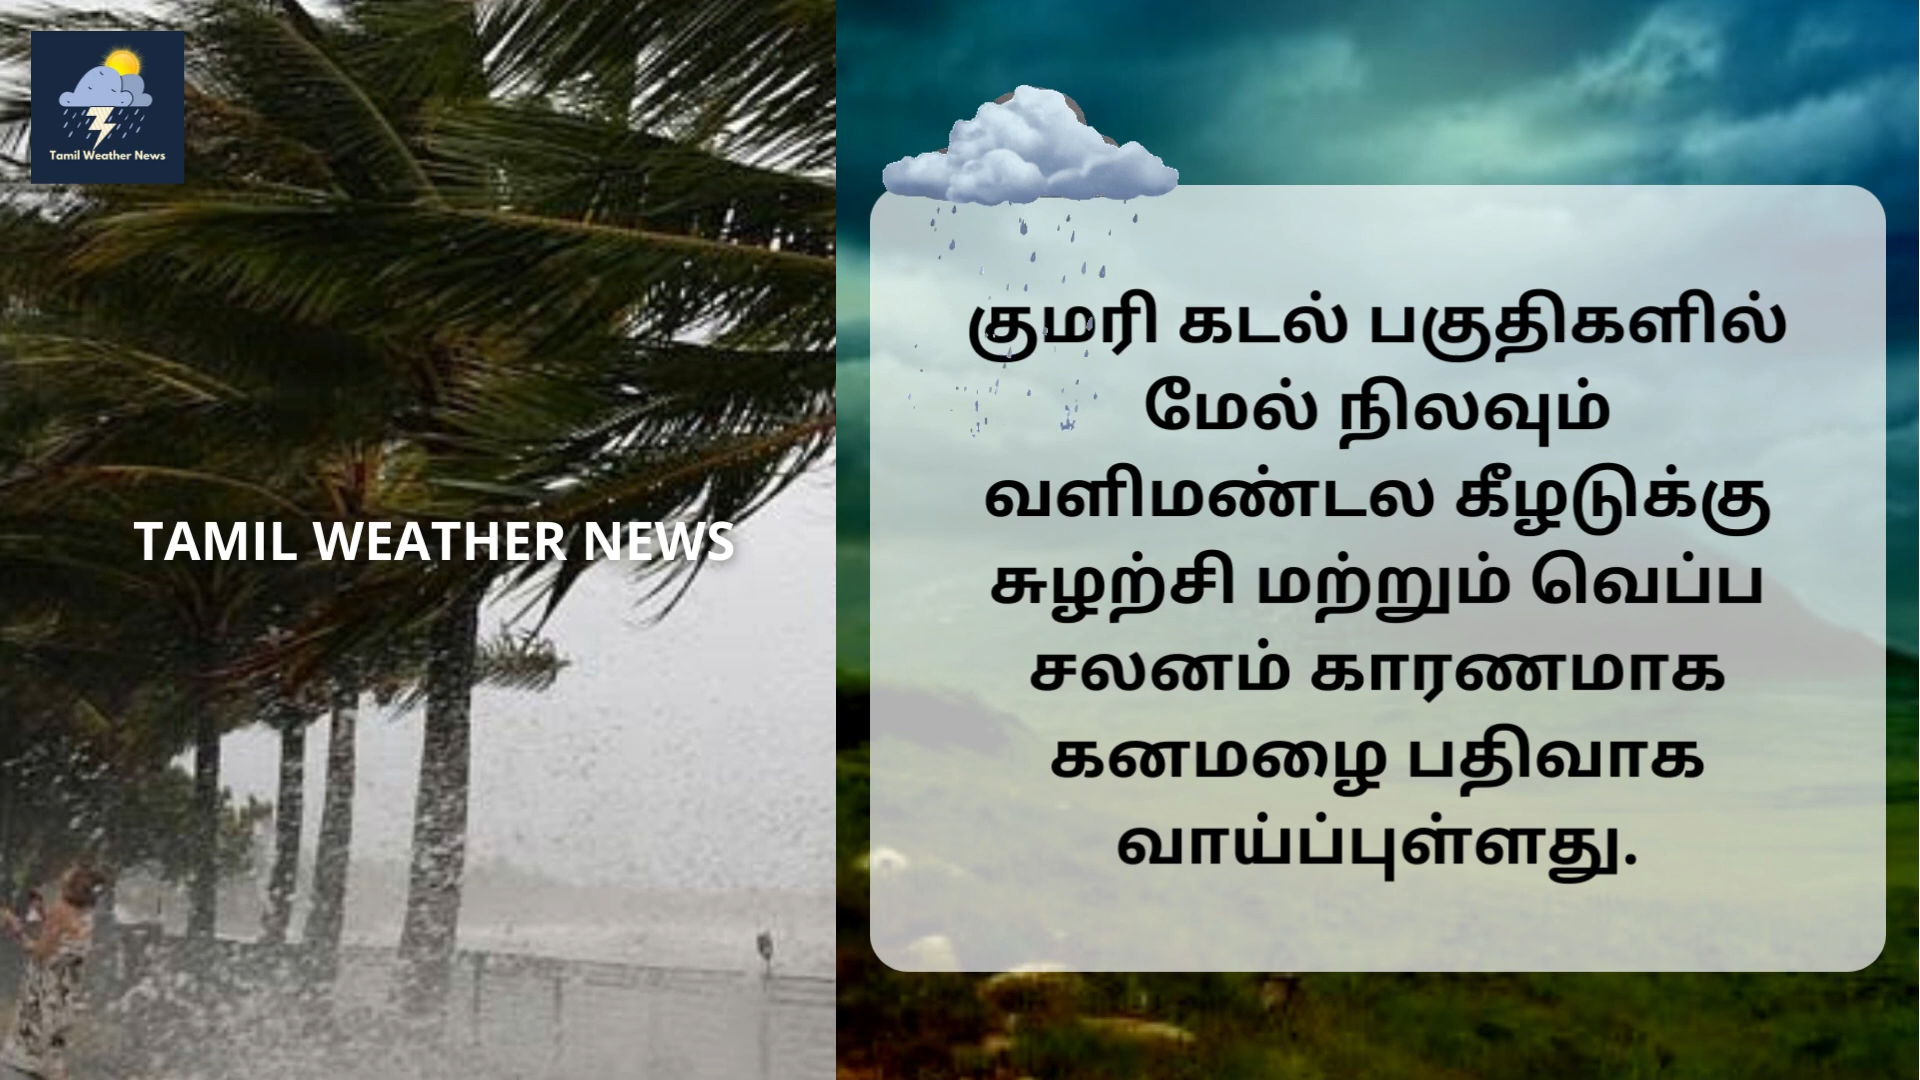 Tamil Weather News
TAMIL WEATHER NEWS
குமரி கடல் பகுதிகளில்
மேல் நிலவும்
வளிமண்டல கீழடுக்கு
சுழற்சி மற்றும் வெப்ப
சலனம் காரணமாக
கனமழை பதிவாக
வாய்ப்புள்ளது.